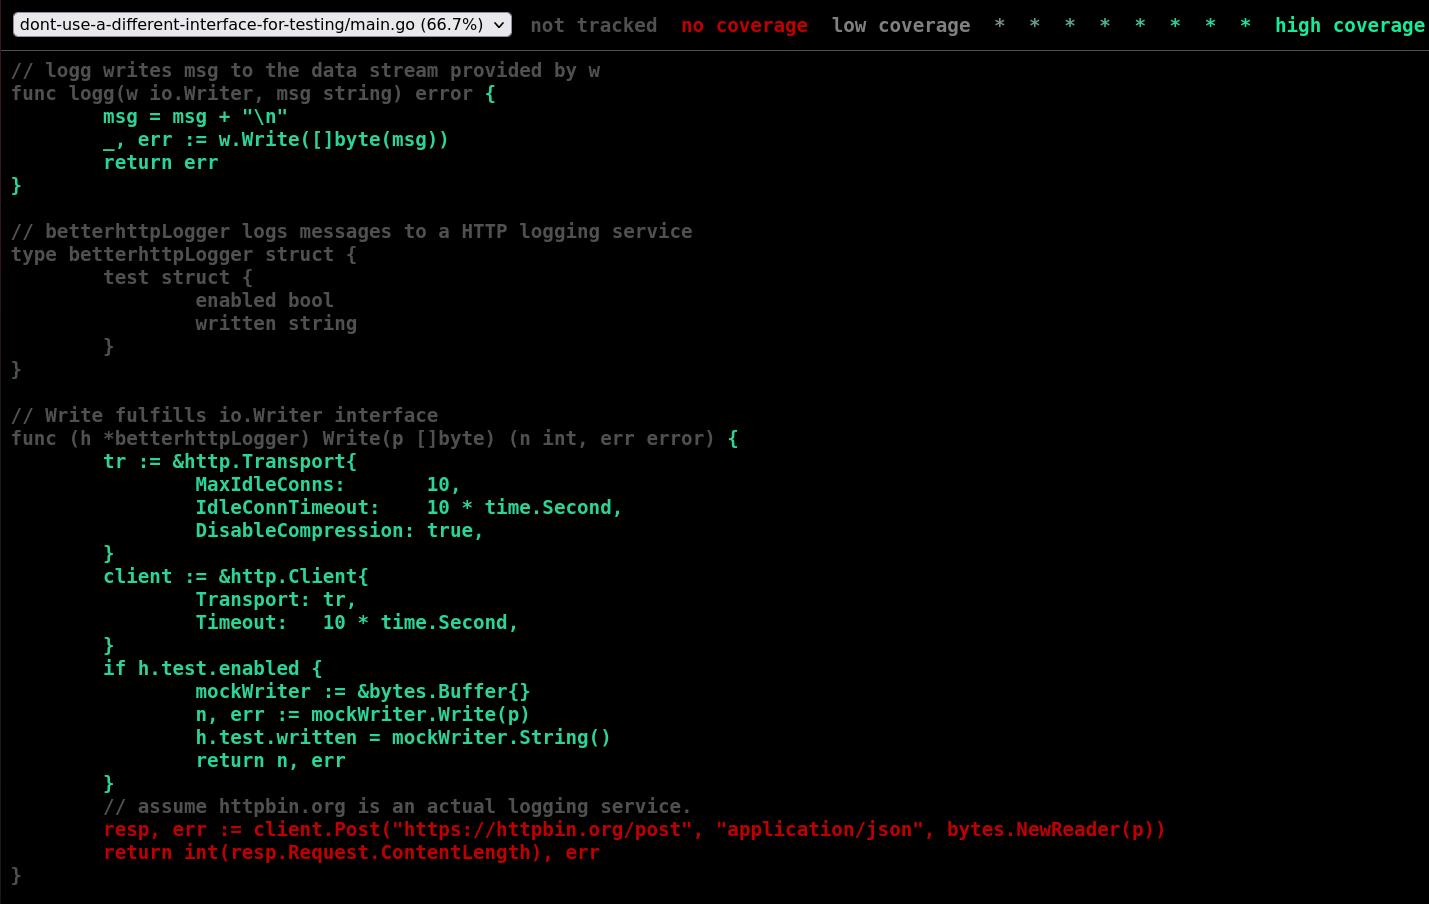 dont-use-a-different-interface-for-testing/main.go (66.7%) not tracked no coverage low coverage * * * * * * * * high coverage
// logg writes msg to the data stream provided by w
func logg(w io.Writer, msg string) error {
        msg = msg + "\n"
        _, err := w.Write([]byte(msg))
        return err
}

// betterhttpLogger logs messages to a HTTP logging service
type betterhttpLogger struct {
        test struct {
                enabled bool
                written string
        }
}

// Write fulfills io.Writer interface
func (h *betterhttpLogger) Write(p []byte) (n int, err error) {
        tr := &http.Transport{
                MaxIdleConns:       10,
                IdleConnTimeout:    10 * time.Second,
                DisableCompression: true,
        }
        client := &http.Client{
                Transport: tr,
                Timeout:   10 * time.Second,
        }
        if h.test.enabled {
                mockWriter := &bytes.Buffer{}
                n, err := mockWriter.Write(p)
                h.test.written = mockWriter.String()
                return n, err
        }
        // assume httpbin.org is an actual logging service.
        resp, err := client.Post("https://httpbin.org/post", "application/json", bytes.NewReader(p))
        return int(resp.Request.ContentLength), err
}